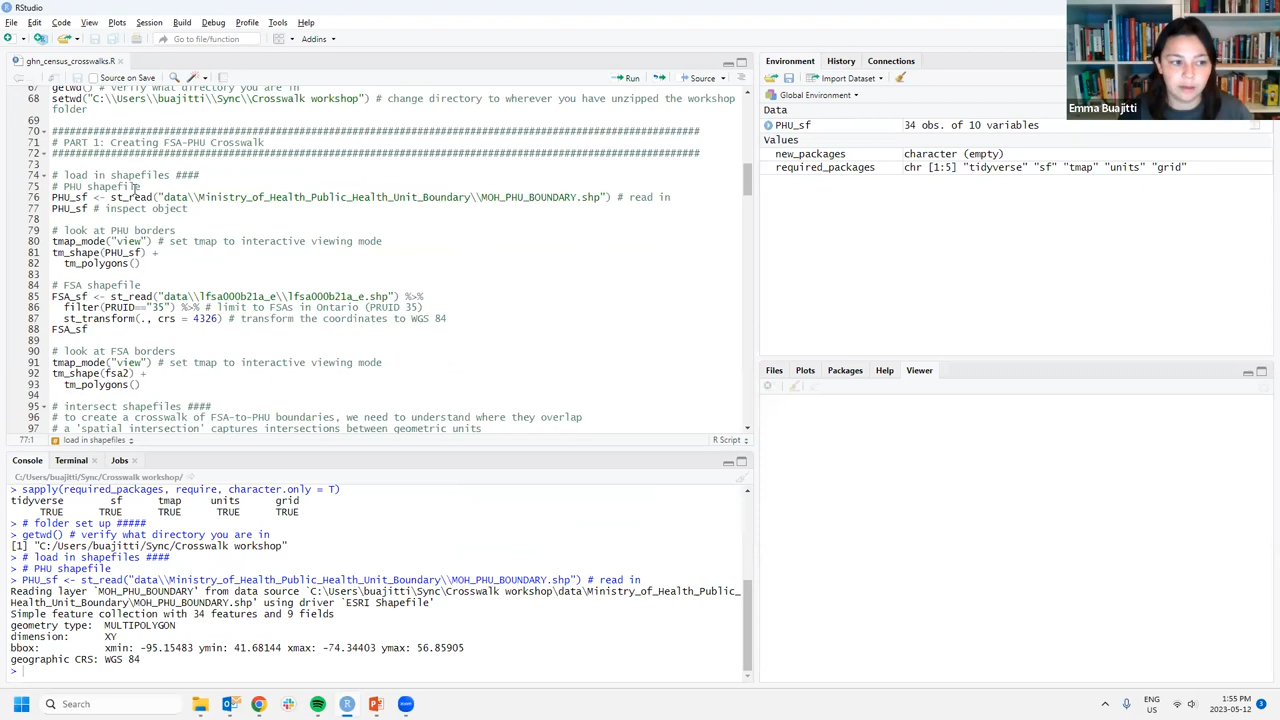 RStudio
File Edit Code View Plots Session Build Debug Profile Tools Help
Go to file/function Addins
ghn_census_crosswalks.R
Source on Save Run Source
67 getwd() # verify what directory you are in
68 setwd("C:\\Users\\buajitti\\Sync\\Crosswalk workshop") # change directory to wherever you have unzipped the workshop
folder
69
70 ####################################################################################################
71 # PART 1: Creating FSA-PHU Crosswalk
72 ####################################################################################################
73
74 # load in shapefiles ####
75 # PHU shapefile
76 PHU_sf <- st_read("data\\Ministry_of_Health_Public_Health_Unit_Boundary\\MOH_PHU_BOUNDARY.shp") # read in
77 PHU_sf # inspect object
78
79 # look at PHU borders
80 tmap_mode("view") # set tmap to interactive viewing mode
81 tm_shape(PHU_sf) +
82 tm_polygons()
83
84 # FSA shapefile
85 FSA_sf <- st_read("data\\lfsa000b21a_e\\lfsa000b21a_e.shp") %>%
86 filter(PRUID=="35") %>% # limit to FSAs in Ontario (PRUID 35)
87 st_transform(., crs = 4326) # transform the coordinates to WGS 84
88 FSA_sf
89
90 # look at FSA borders
91 tmap_mode("view") # set tmap to interactive viewing mode
92 tm_shape(fsa2) +
93 tm_polygons()
94
95 # intersect shapefiles ####
96 # to create a crosswalk of FSA-to-PHU boundaries, we need to understand where they overlap
97 # a 'spatial intersection' captures intersections between geometric units
77:1 load in shapefiles R Script
Console Terminal Jobs
C:/Users/buajitti/Sync/Crosswalk workshop/
> sapply(required_packages, require, character.only = T)
tidyverse sf tmap units grid
TRUE TRUE TRUE TRUE TRUE
> # folder set up #####
> getwd() # verify what directory you are in
[1] "C:/Users/buajitti/Sync/Crosswalk workshop"
> # load in shapefiles ####
> # PHU shapefile
> PHU_sf <- st_read("data\\Ministry_of_Health_Public_Health_Unit_Boundary\\MOH_PHU_BOUNDARY.shp") # read in
Reading layer `MOH_PHU_BOUNDARY' from data source `C:\Users\buajitti\Sync\Crosswalk workshop\data\Ministry_of_Health_Public_
Health_Unit_Boundary\MOH_PHU_BOUNDARY.shp' using driver `ESRI Shapefile'
Simple feature collection with 34 features and 9 fields
geometry type: MULTIPOLYGON
dimension: XY
bbox: xmin: -95.15483 ymin: 41.68144 xmax: -74.34403 ymax: 56.85905
geographic CRS: WGS 84
>
Environment History Connections
Import Dataset
Global Environment
Data
PHU_sf 34 obs. of 10 variables
Values
new_packages character (empty)
required_packages chr [1:5] "tidyverse" "sf" "tmap" "units" "grid"
Files Plots Packages Help Viewer
Emma Buajitti
Search
ENG
US
1:55 PM
2023-05-12
3